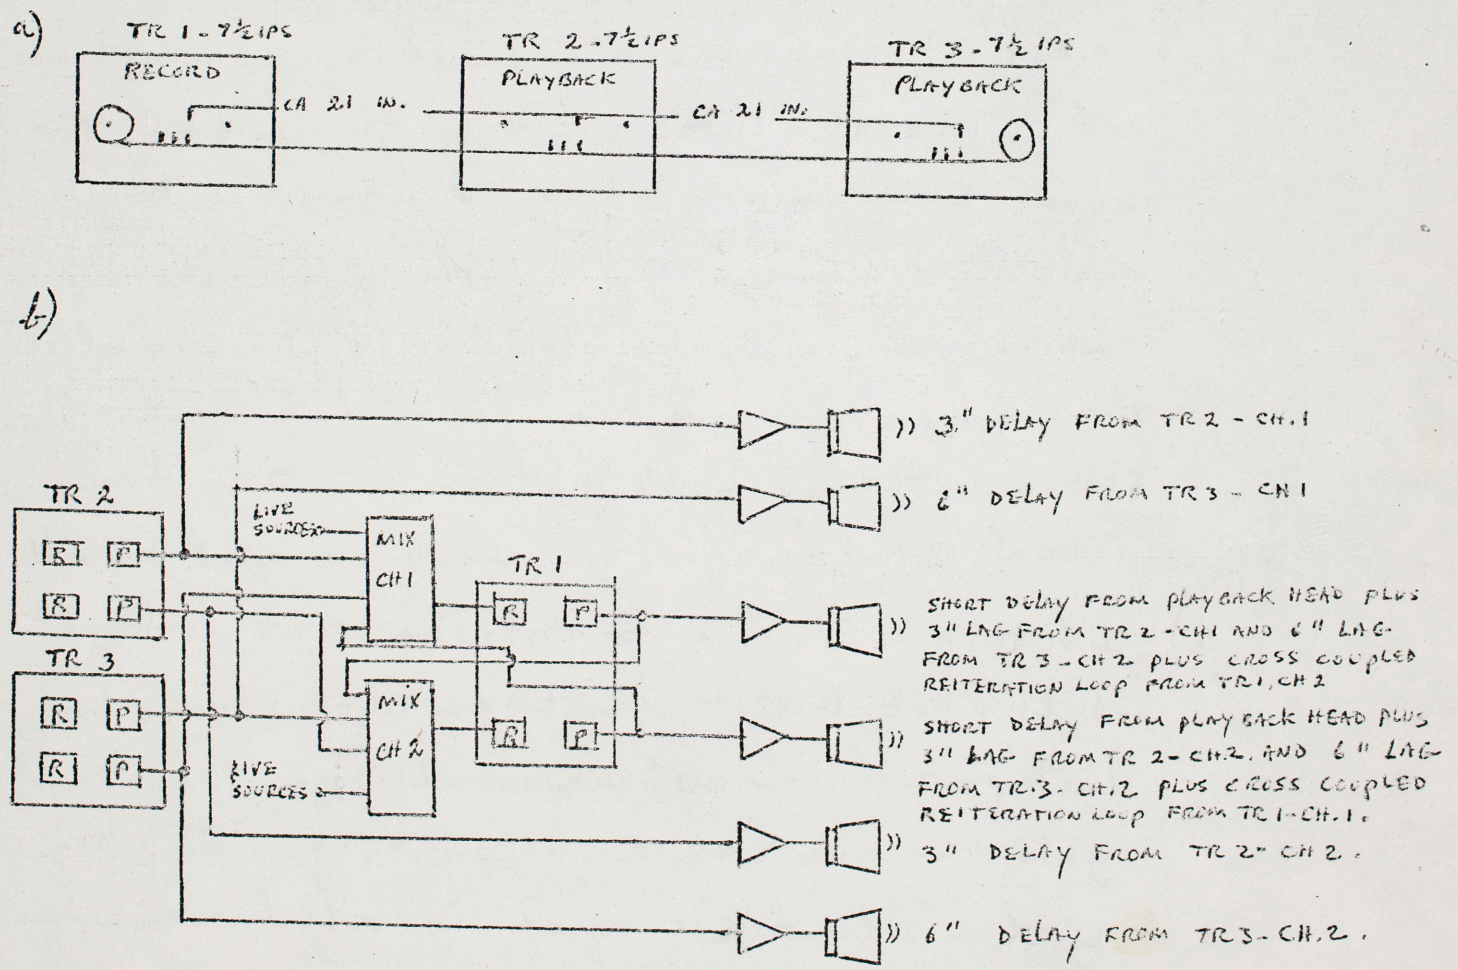 a)
TR 1 - 7½ IPS
TR 2 - 7½ IPS
TR 3 - 7½ IPS
RECORD
PLAYBACK
PLAYBACK
CA 21 IN.
CA 21 IN.
b)
3" DELAY FROM TR 2 - CH.1
TR 2
6" DELAY FROM TR 3 - CH 1
LIVE
SOURCES
MIX
CH1
R P
R P
TR 1
R P
SHORT DELAY FROM PLAYBACK HEAD PLUS
3" LAG FROM TR 2 - CH1 AND 6" LAG
FROM TR 3 - CH 2 PLUS CROSS COUPLED
REITERATION LOOP FROM TR1, CH 2
TR 3
R P
R P
MIX
CH 2
R P
LIVE
SOURCES
SHORT DELAY FROM PLAYBACK HEAD PLUS
3" LAG FROM TR 2 - CH.2. AND 6" LAG
FROM TR.3. CH.2 PLUS CROSS COUPLED
REITERATION LOOP FROM TR 1 - CH.1.
3" DELAY FROM TR 2 - CH 2.
6" DELAY FROM TR 3 - CH.2.